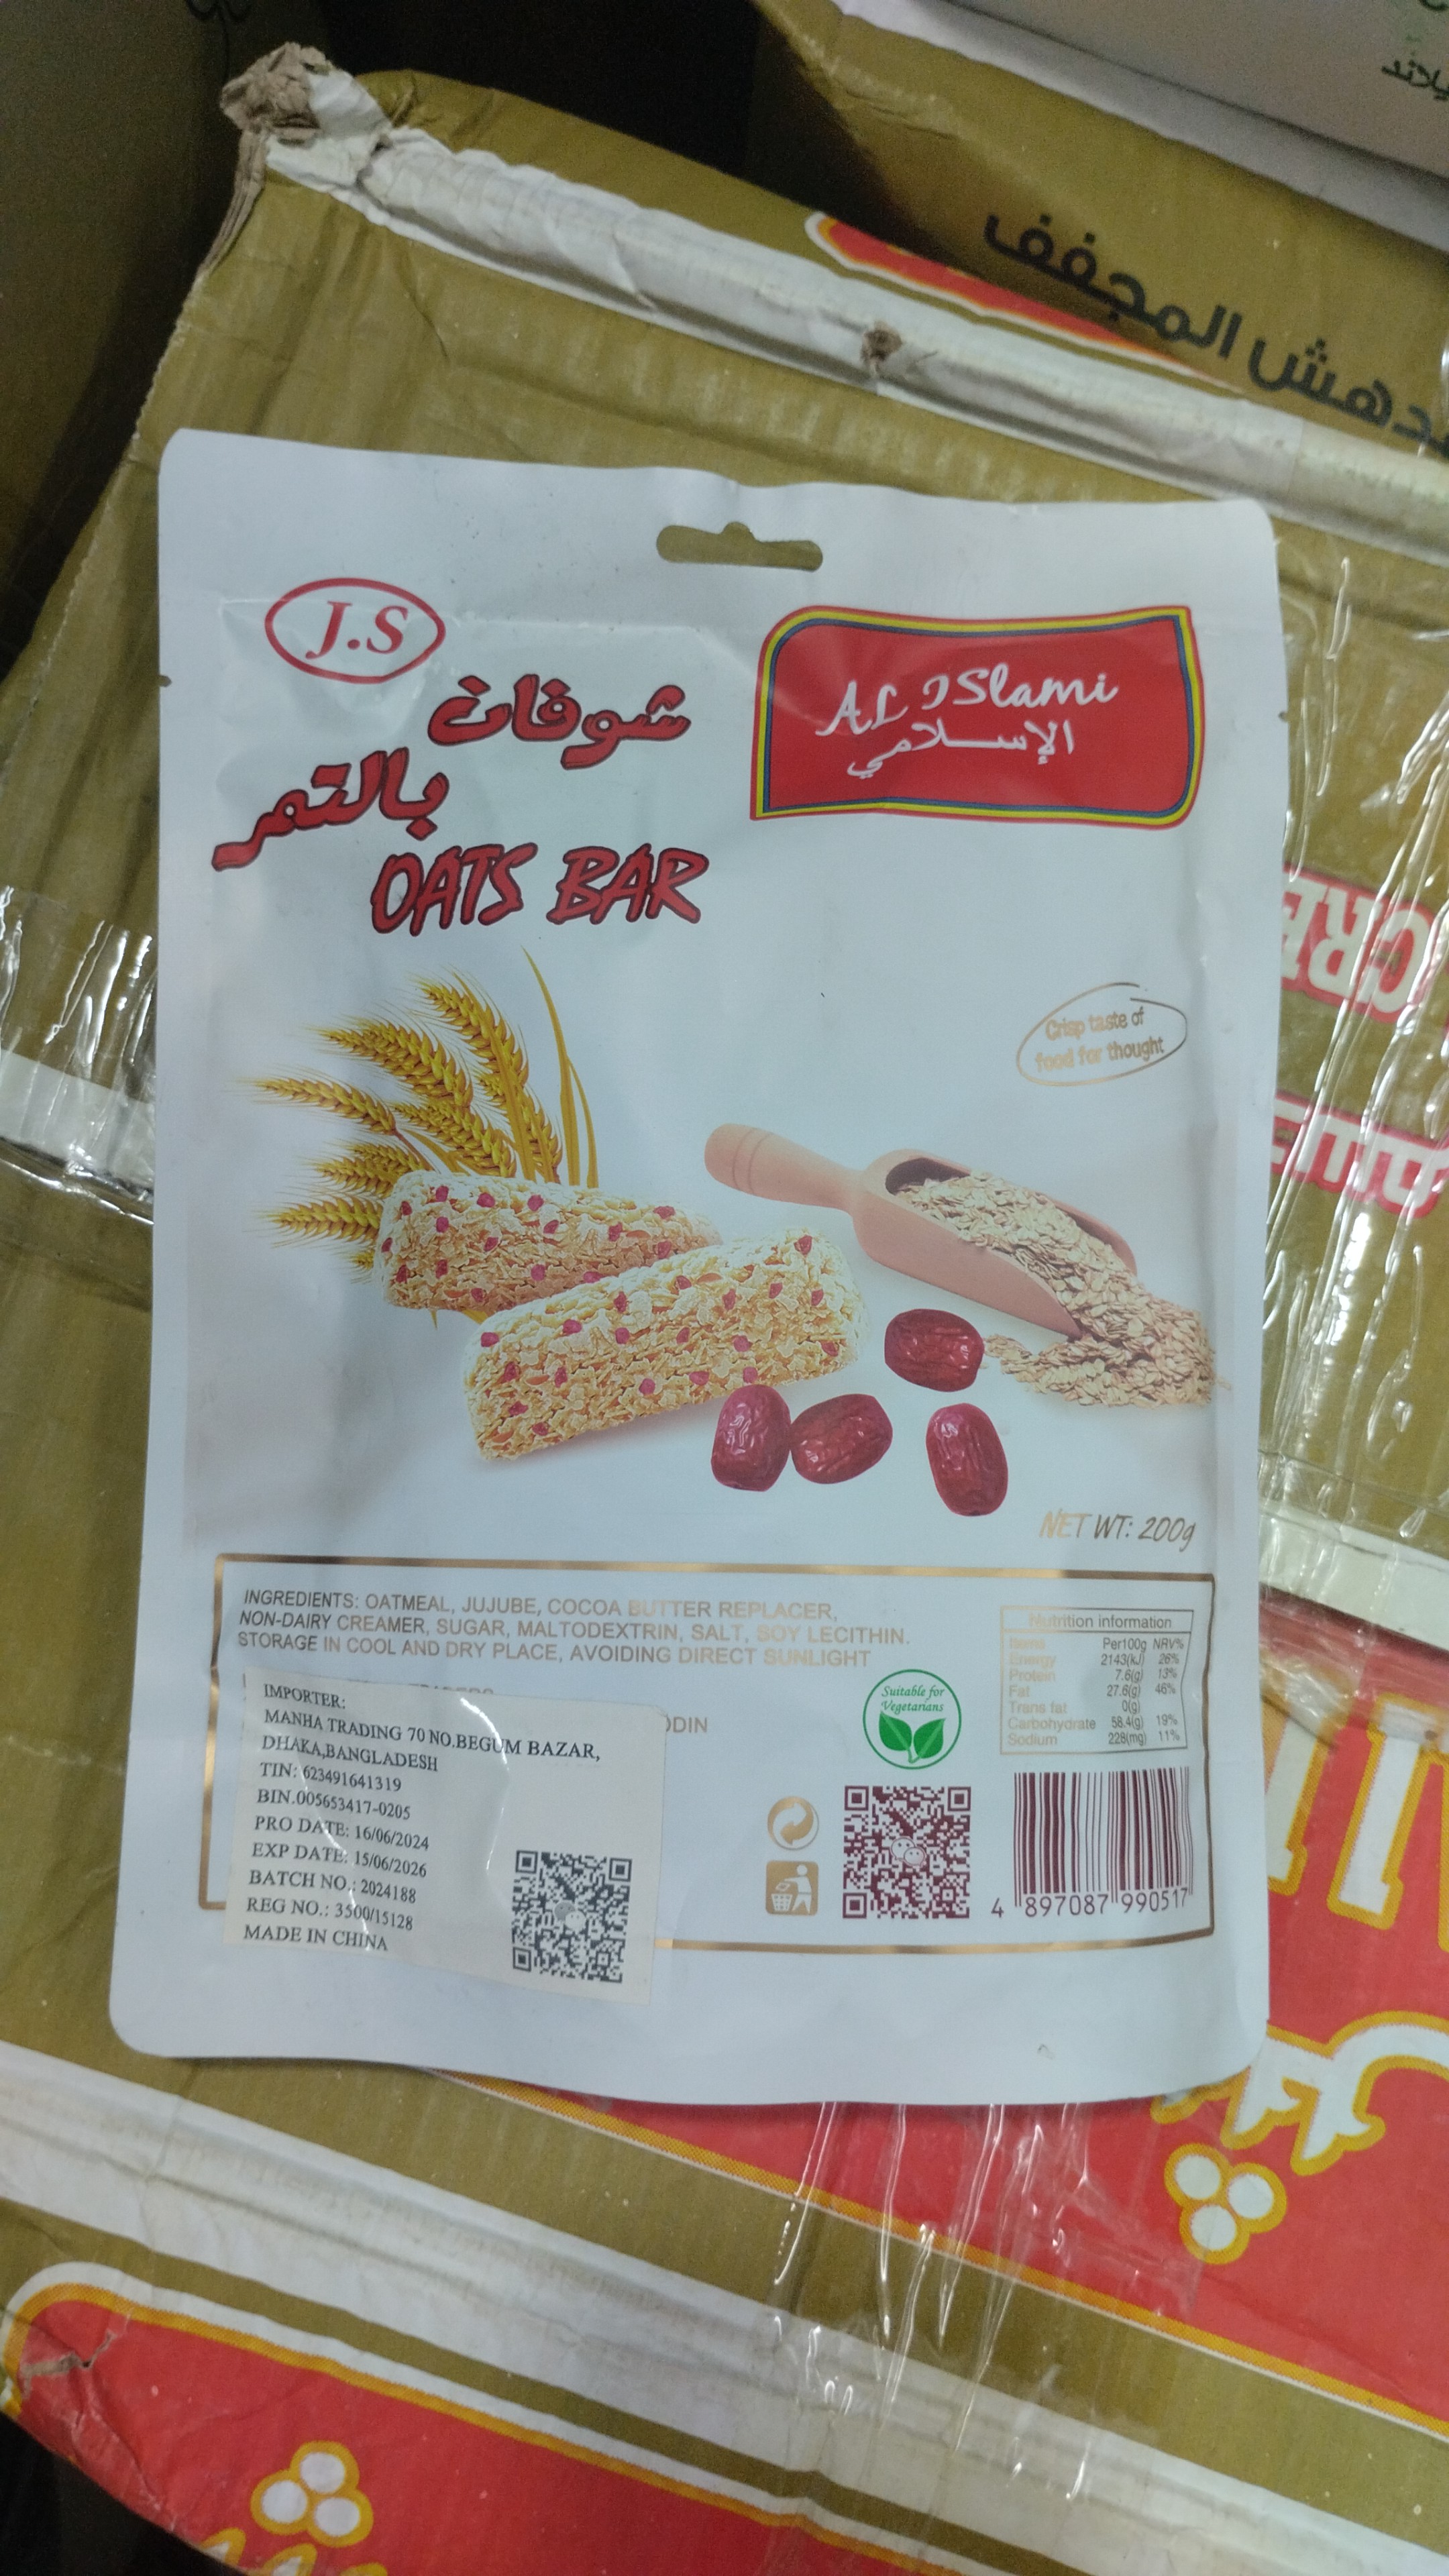 المجفف
J.S
شوفان
بالتمر
OATS BAR
AL ISlami
الإسلامي
Crisp taste of
food for thought
NET WT: 200g
INGREDIENTS: OATMEAL, JUJUBE, COCOA BUTTER REPLACER,
NON-DAIRY CREAMER, SUGAR, MALTODEXTRIN, SALT, SOY LECITHIN.
STORAGE IN COOL AND DRY PLACE, AVOIDING DIRECT SUNLIGHT
Nutrition information
Items Per100g NRV%
Energy 2143(kJ) 26%
Protein 7.6(g) 13%
Fat 27.6(g) 46%
Trans fat 0(g)
Carbohydrate 58.4(g) 19%
Sodium 228(mg) 11%
Suitable for
Vegetarians
IMPORTER:
MANHA TRADING 70 NO.BEGUM BAZAR,
DHAKA,BANGLADESH
TIN: 623491641319
BIN.005653417-0205
PRO DATE: 16/06/2024
EXP DATE: 15/06/2026
BATCH NO.: 2024188
REG NO.: 3500/15128
MADE IN CHINA
4 897087 990517